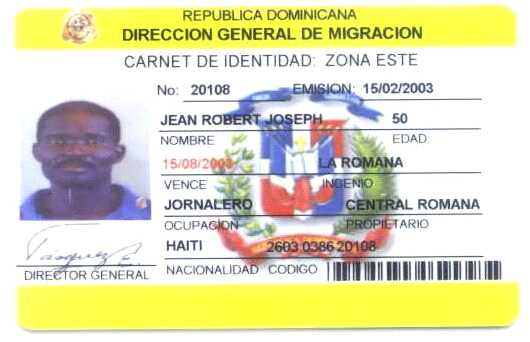 REPUBLICA DOMINICANA
DIRECCION GENERAL DE MIGRACION
CARNET DE IDENTIDAD: ZONA ESTE
No: 20108 EMISION: 15/02/2003
JEAN ROBERT JOSEPH 50
NOMBRE EDAD
15/08/2003 LA ROMANA
VENCE INGENIO
JORNALERO CENTRAL ROMANA
OCUPACION PROPIETARIO
HAITI 2603 0386 20108
NACIONALIDAD CODIGO
Vasquez E.
DIRECTOR GENERAL